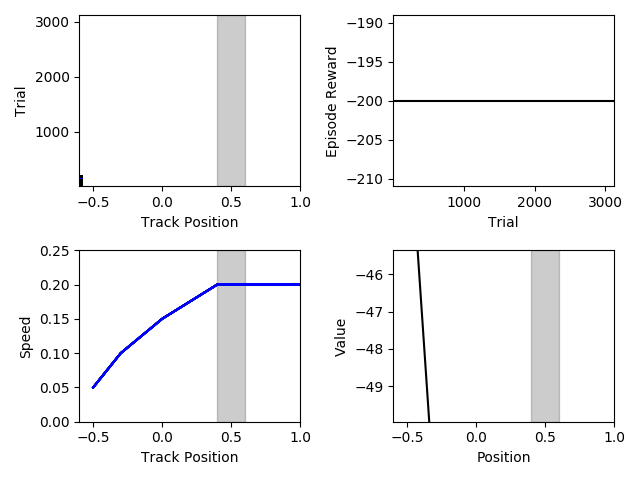 3000
2000
1000
Trial
−0.5 0.0 0.5 1.0
Track Position
−190
−195
−200
−205
−210
Episode Reward
1000 2000 3000
Trial
0.25
0.20
0.15
0.10
0.05
0.00
Speed
−0.5 0.0 0.5 1.0
Track Position
−46
−47
−48
−49
Value
−0.5 0.0 0.5 1.0
Position